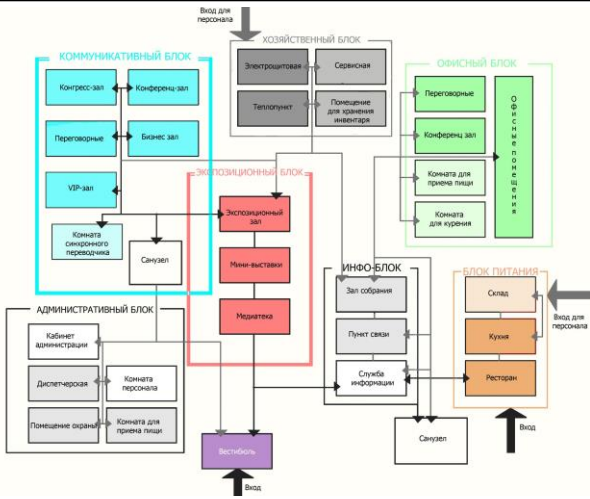 Вход для
персонала
ХОЗЯЙСТВЕННЫЙ БЛОК
Электрощитовая
Сервисная
Теплопункт
Помещение
для хранения
инвентаря
КОММУНИКАТИВНЫЙ БЛОК
Конгресс-зал
Конференц-зал
Переговорные
Бизнес зал
VIP-зал
Комната
синхронного
переводчика
Санузел
ОФИСНЫЙ БЛОК
Переговорные
Конференц зал
Комната для
приема пищи
Комната
для курения
Офисные помещения
ЭКСПОЗИЦИОННЫЙ БЛОК
Экспозиционный
зал
Мини-выставки
Медиатека
ИНФО-БЛОК
Зал собрания
Пункт связи
Служба
информации
БЛОК ПИТАНИЯ
Склад
Кухня
Ресторан
Вход для
персонала
Вход
АДМИНИСТРАТИВНЫЙ БЛОК
Кабинет
администрации
Диспетчерская
Комната
персонала
Помещение охраны
Комната для
приема пищи
Вестибюль
Вход
Санузел